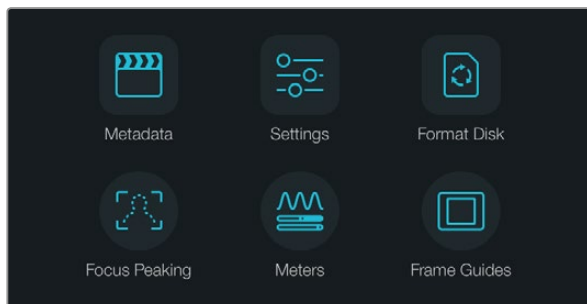 Metadata
Settings
Format Disk
Focus Peaking
Meters
Frame Guides